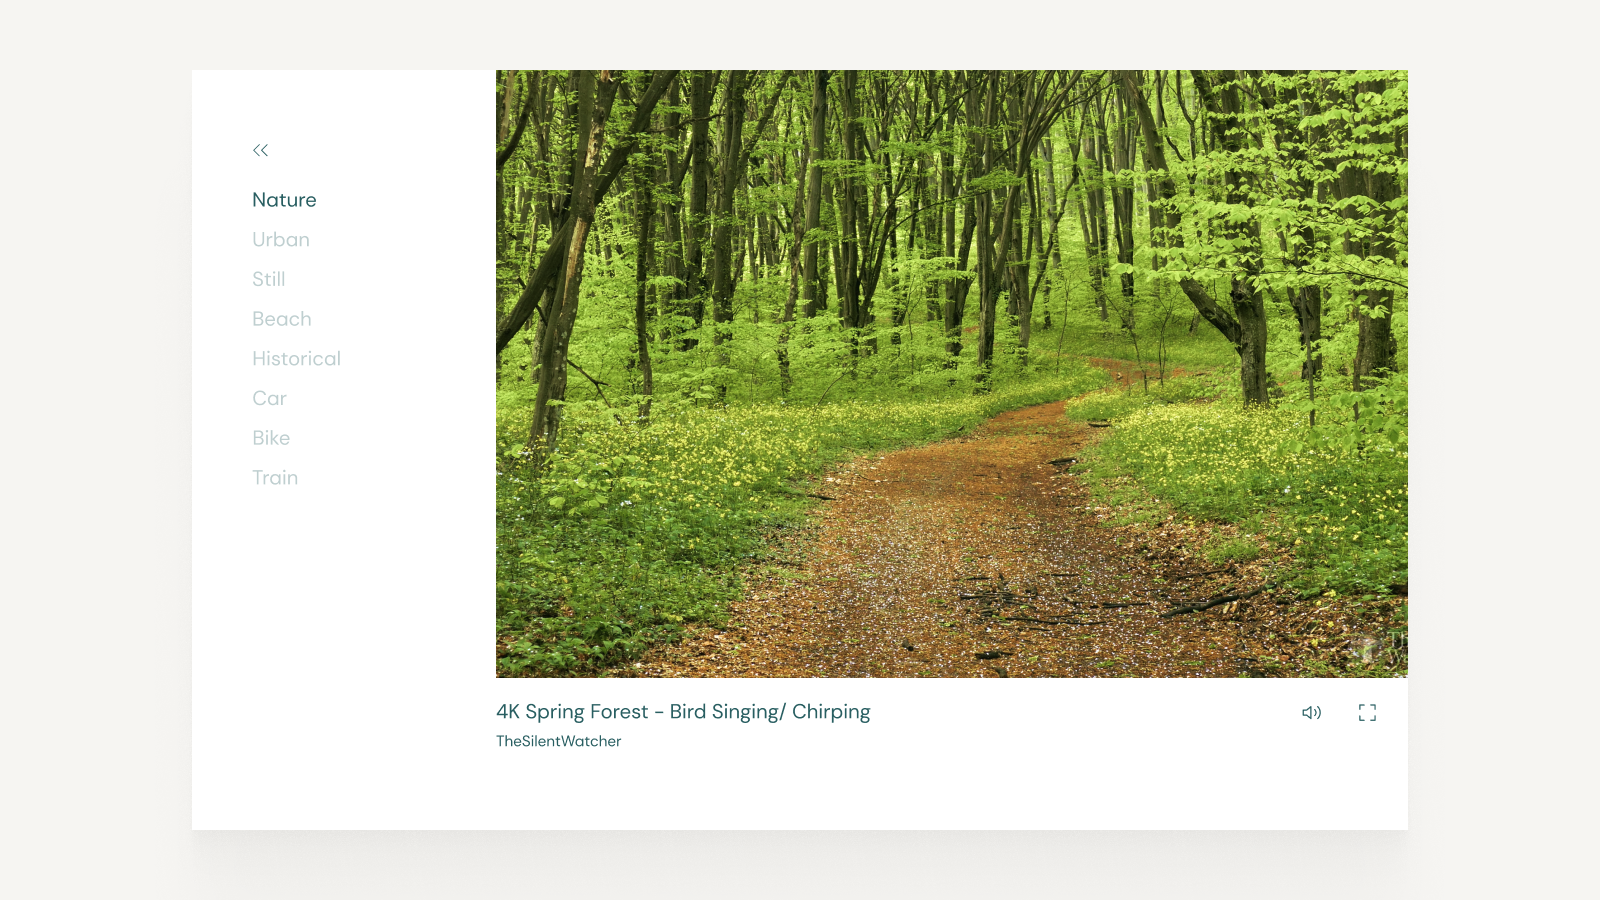 Nature
Urban
Still
Beach
Historical
Car
Bike
Train
4K Spring Forest - Bird Singing/ Chirping
TheSilentWatcher